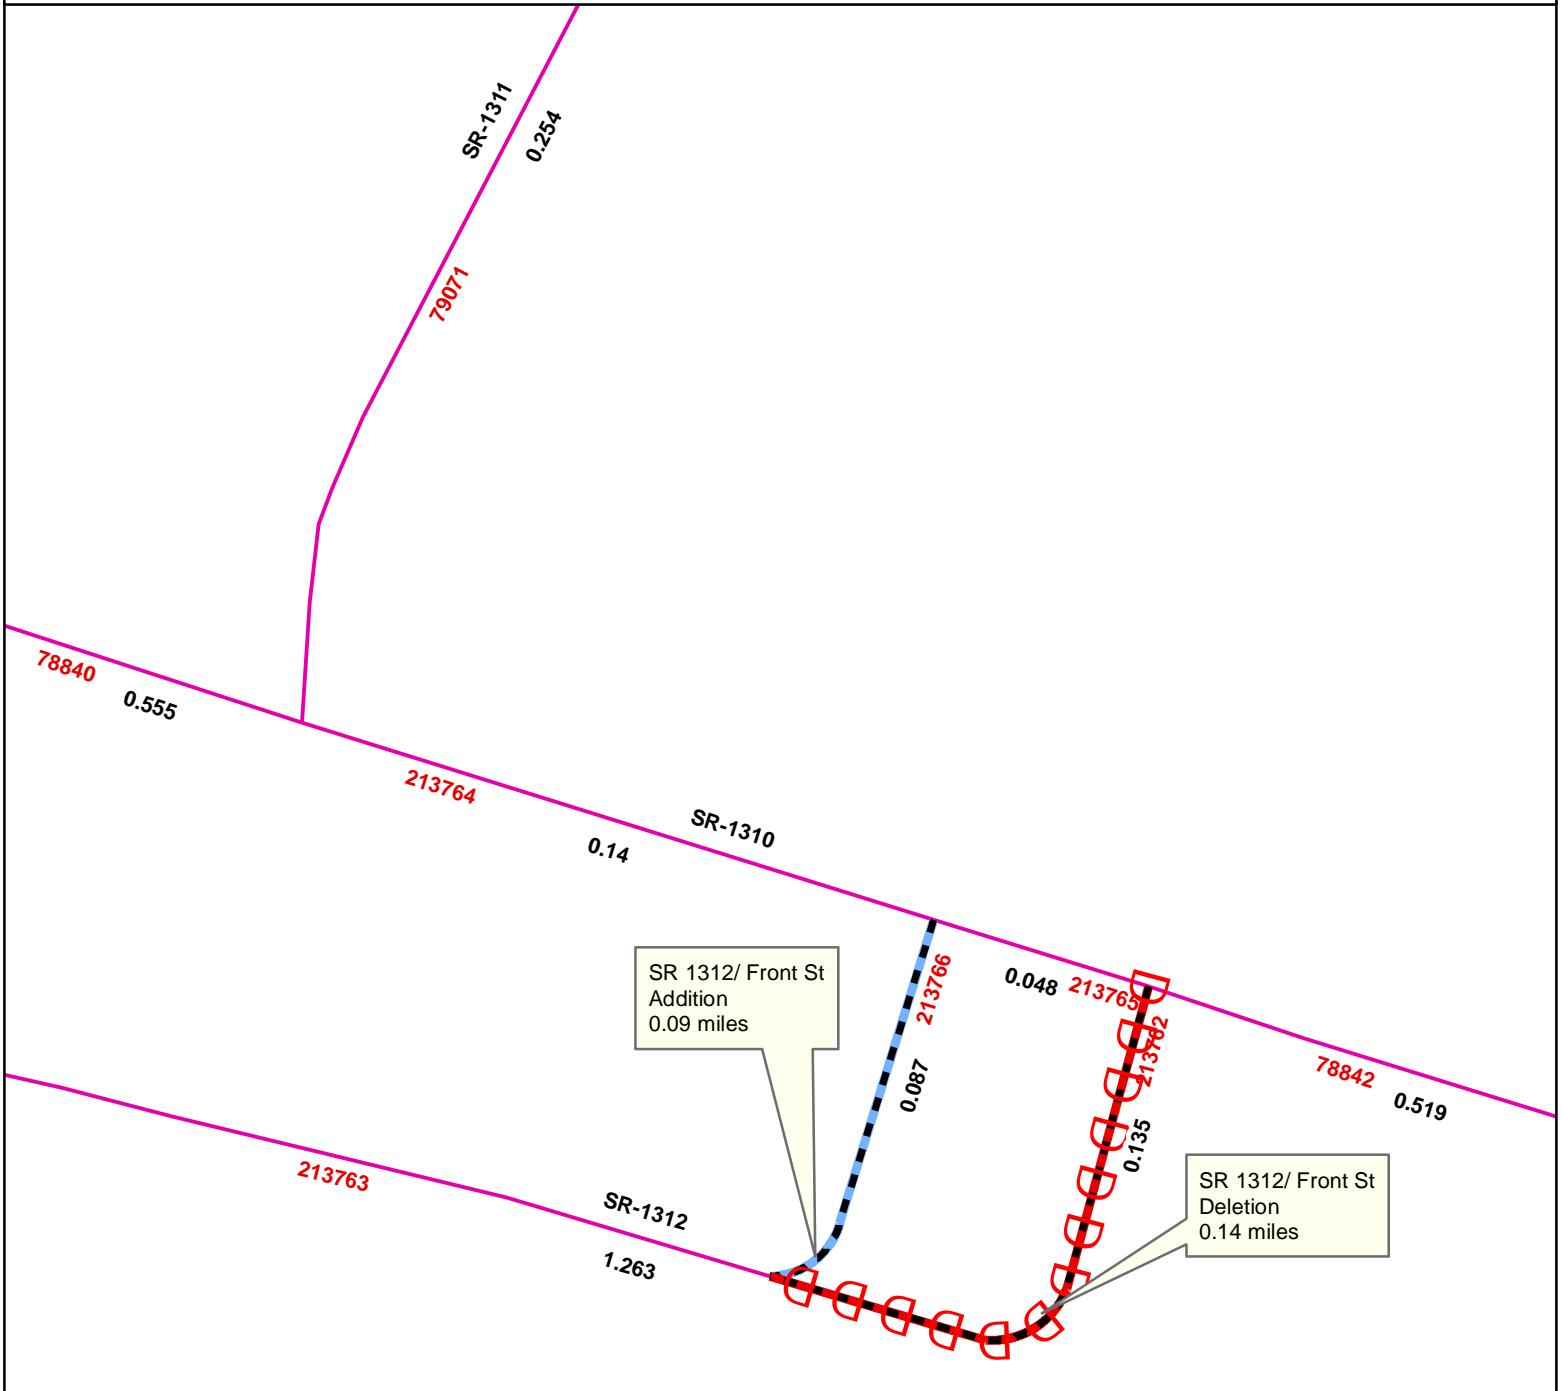 SR-1311
0.254
79071
78840
0.555
213764
SR-1310
0.14
SR 1312/ Front St
Addition
0.09 miles
213766
0.048
213765
213762
0.087
78842
0.519
0.135
213763
SR-1312
1.263
SR 1312/ Front St
Deletion
0.14 miles